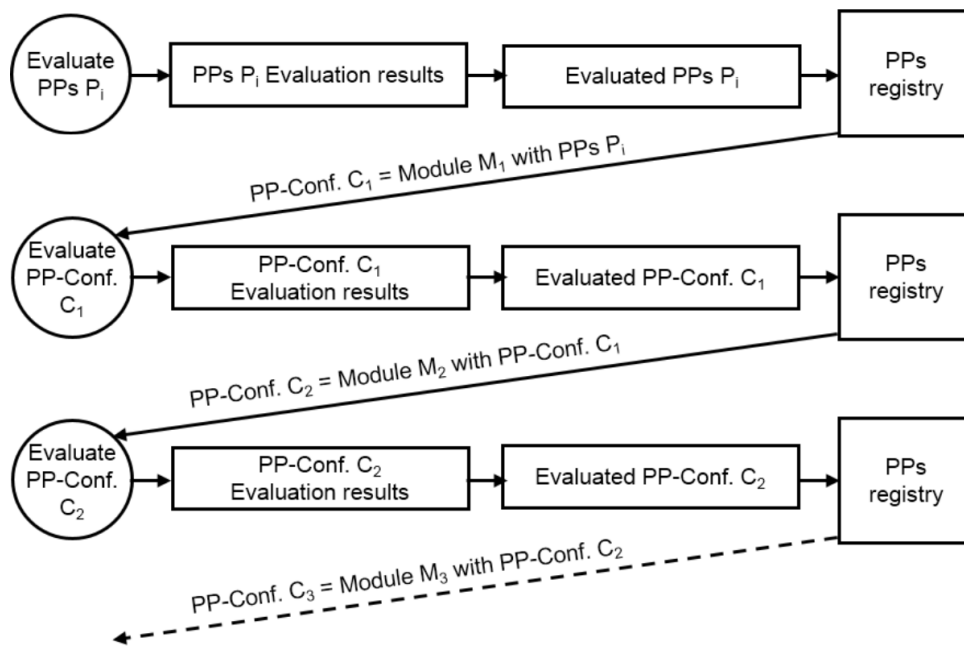 Evaluate
PPs Pi
PPs Pi Evaluation results
Evaluated PPs Pi
PPs
registry
PP-Conf. C1 = Module M1 with PPs Pi
Evaluate
PP-Conf.
C1
PP-Conf. C1
Evaluation results
Evaluated PP-Conf. C1
PPs
registry
PP-Conf. C2 = Module M2 with PP-Conf. C1
Evaluate
PP-Conf.
C2
PP-Conf. C2
Evaluation results
Evaluated PP-Conf. C2
PPs
registry
PP-Conf. C3 = Module M3 with PP-Conf. C2